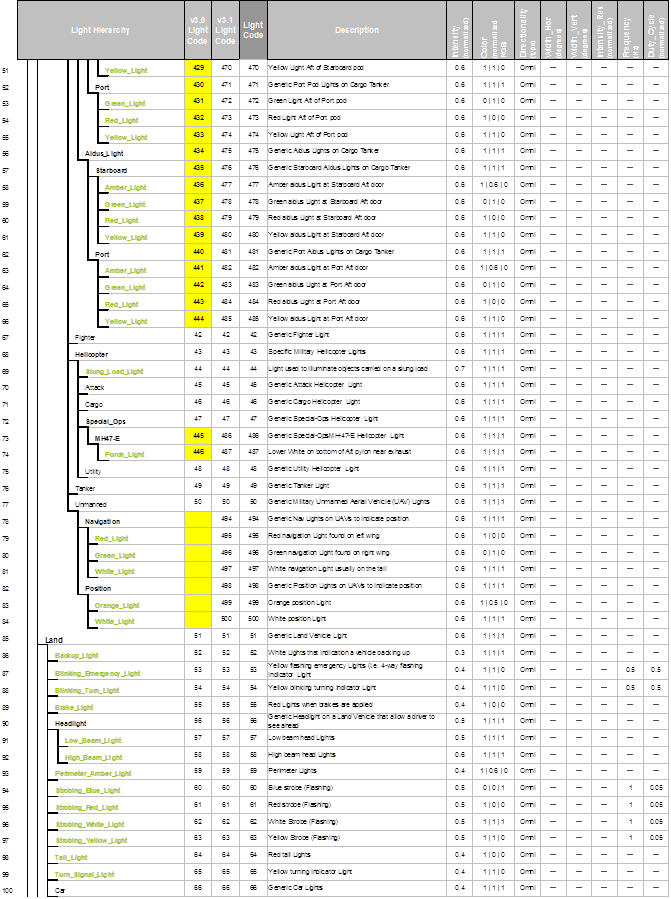 Light Hierarchy | v3.0 Light Code | v3.1 Light Code | Light Code | Description | Intensity (normalized) | Color (normalized RGB) | Directionality (type) | Width_Hor (degrees) | Width_Vert (degrees) | Intensity_Res (normalized) | Frequency (Hz) | Duty_Cycle (normalized)
51 Yellow_Light 429 470 470 Yellow Light Aft of Starboard pod 0.6 1 | 1 | 0 Omni — — — — —
52 Port 430 471 471 Generic Port Pod Lights on Cargo Tanker 0.6 1 | 1 | 1 Omni — — — — —
53 Green_Light 431 472 472 Green Light Aft of Port pod 0.6 0 | 1 | 0 Omni — — — — —
54 Red_Light 432 473 473 Red Light Aft of Port pod 0.6 1 | 0 | 0 Omni — — — — —
55 Yellow_Light 433 474 474 Yellow Light Aft of Port pod 0.6 1 | 1 | 0 Omni — — — — —
56 Aldus_Light 434 475 475 Generic Aldus Lights on Cargo Tanker 0.6 1 | 1 | 1 Omni — — — — —
57 Starboard 435 476 476 Generic Starboard Aldus Lights on Cargo Tanker 0.6 1 | 1 | 1 Omni — — — — —
58 Amber_Light 436 477 477 Amber aldus Light at Starboard Aft door 0.6 1 | 0.6 | 0 Omni — — — — —
59 Green_Light 437 478 478 Green aldus Light at Starboard Aft door 0.6 0 | 1 | 0 Omni — — — — —
60 Red_Light 438 479 479 Red aldus Light at Starboard Aft door 0.6 1 | 0 | 0 Omni — — — — —
61 Yellow_Light 439 480 480 Yellow aldus Light at Starboard Aft door 0.6 1 | 1 | 0 Omni — — — — —
62 Port 440 481 481 Generic Port Aldus Lights on Cargo Tanker 0.6 1 | 1 | 1 Omni — — — — —
63 Amber_Light 441 482 482 Amber aldus Light at Port Aft door 0.6 1 | 0.6 | 0 Omni — — — — —
64 Green_Light 442 483 483 Green aldus Light at Port Aft door 0.6 0 | 1 | 0 Omni — — — — —
65 Red_Light 443 484 484 Red aldus Light at Port Aft door 0.6 1 | 0 | 0 Omni — — — — —
66 Yellow_Light 444 485 485 Yellow aldus Light at Port Aft door 0.6 1 | 1 | 0 Omni — — — — —
67 Fighter 42 42 42 Generic Fighter Light 0.6 1 | 1 | 1 Omni — — — — —
68 Helicopter 43 43 43 Specific Military Helicopter Lights 0.6 1 | 1 | 1 Omni — — — — —
69 Slung_Load_Light 44 44 44 Light used to illuminate objects carried on a slung load 0.7 1 | 1 | 1 Omni — — — — —
70 Attack 45 45 45 Generic Attack Helicopter Light 0.6 1 | 1 | 1 Omni — — — — —
71 Cargo 46 46 46 Generic Cargo Helicopter Light 0.6 1 | 1 | 1 Omni — — — — —
72 Special_Ops 47 47 47 Generic Special-Ops Helicopter Light 0.6 1 | 1 | 1 Omni — — — — —
73 MH47-E 445 486 486 Generic Special-OpsMH47-E Helicopter Light 0.6 1 | 1 | 1 Omni — — — — —
74 Porch_Light 446 487 487 Lower White on bottom of Aft pylon near exhaust 0.6 1 | 1 | 1 Omni — — — — —
75 Utility 48 48 48 Generic Utility Helicopter Light 0.6 1 | 1 | 1 Omni — — — — —
76 Tanker 49 49 49 Generic Tanker Light 0.6 1 | 1 | 1 Omni — — — — —
77 Unmanned 50 50 50 Generic Military Unmanned Aerial Vehicle (UAV) Lights 0.6 1 | 1 | 1 Omni — — — — —
78 Navigation 494 494 Generic Nav Lights on UAVs to indicate position 0.6 1 | 1 | 1 Omni — — — — —
79 Red_Light 495 495 Red navigation Light found on left wing 0.6 1 | 0 | 0 Omni — — — — —
80 Green_Light 496 496 Green navigation Light found on right wing 0.6 0 | 1 | 0 Omni — — — — —
81 White_Light 497 497 White navigation Light usually on the tail 0.6 1 | 1 | 1 Omni — — — — —
82 Position 498 498 Generic Position Lights on UAVs to indicate position 0.6 1 | 1 | 1 Omni — — — — —
83 Orange_Light 499 499 Orange position Light 0.6 1 | 0.5 | 0 Omni — — — — —
84 White_Light 500 500 White position Light 0.6 1 | 1 | 1 Omni — — — — —
85 Land 51 51 51 Generic Land Vehicle Light 0.6 1 | 1 | 1 Omni — — — — —
86 Backup_Light 52 52 52 White Lights that indication a vehicle backing up 0.3 1 | 1 | 1 Omni — — — — —
87 Blinking_Emergency_Light 53 53 53 Yellow flashing emergency Lights (i.e. 4-way flashing indicator Light 0.4 1 | 1 | 0 Omni — — — 0.5 0.5
88 Blinking_Turn_Light 54 54 54 Yellow blinking turning indicator Light 0.4 1 | 1 | 0 Omni — — — 0.5 0.5
89 Brake_Light 55 55 55 Red Lights when brakes are applied 0.4 1 | 0 | 0 Omni — — — — —
90 Headlight 56 56 56 Generic Headlight on a Land Vehicle that allow a driver to see ahead 0.5 1 | 1 | 1 Omni — — — — —
91 Low_Beam_Light 57 57 57 Low beam head Lights 0.5 1 | 1 | 1 Omni — — — — —
92 High_Beam_Light 58 58 58 High beam head Lights 0.6 1 | 1 | 1 Omni — — — — —
93 Perimeter_Amber_Light 59 59 59 Perimeter Lights 0.4 1 | 0.6 | 0 Omni — — — — —
94 Strobing_Blue_Light 60 60 60 Blue strobe (Flashing) 0.5 0 | 0 | 1 Omni — — — 1 0.05
95 Strobing_Red_Light 61 61 61 Red strobe (Flashing) 0.5 1 | 0 | 0 Omni — — — 1 0.05
96 Strobing_White_Light 62 62 62 White Strobe (Flashing) 0.5 1 | 1 | 1 Omni — — — 1 0.05
97 Strobing_Yellow_Light 63 63 63 Yellow Strobe (Flashing) 0.5 1 | 1 | 0 Omni — — — 1 0.05
98 Tail_Light 64 64 64 Red tail Lights 0.4 1 | 0 | 0 Omni — — — — —
99 Turn_Signal_Light 65 65 65 Yellow turning indicator Light 0.4 1 | 1 | 0 Omni — — — — —
100 Car 66 66 66 Generic Car Lights 0.4 1 | 1 | 1 Omni — — — — —